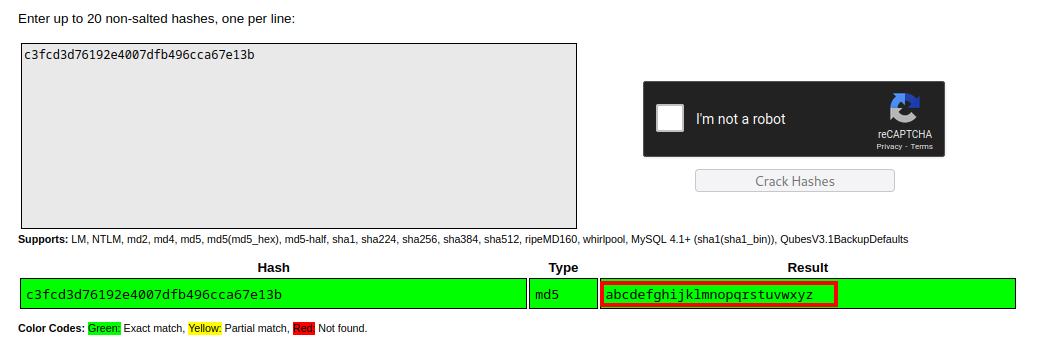 Enter up to 20 non-salted hashes, one per line:
c3fcd3d76192e4007dfb496cca67e13b
I'm not a robot
reCAPTCHA
Privacy - Terms
Crack Hashes
Supports: LM, NTLM, md2, md4, md5, md5(md5_hex), md5-half, sha1, sha224, sha256, sha384, sha512, ripeMD160, whirlpool, MySQL 4.1+ (sha1(sha1_bin)), QubesV3.1BackupDefaults
Hash Type Result
c3fcd3d76192e4007dfb496cca67e13b md5 abcdefghijklmnopqrstuvwxyz
Color Codes: Green: Exact match, Yellow: Partial match, Red: Not found.